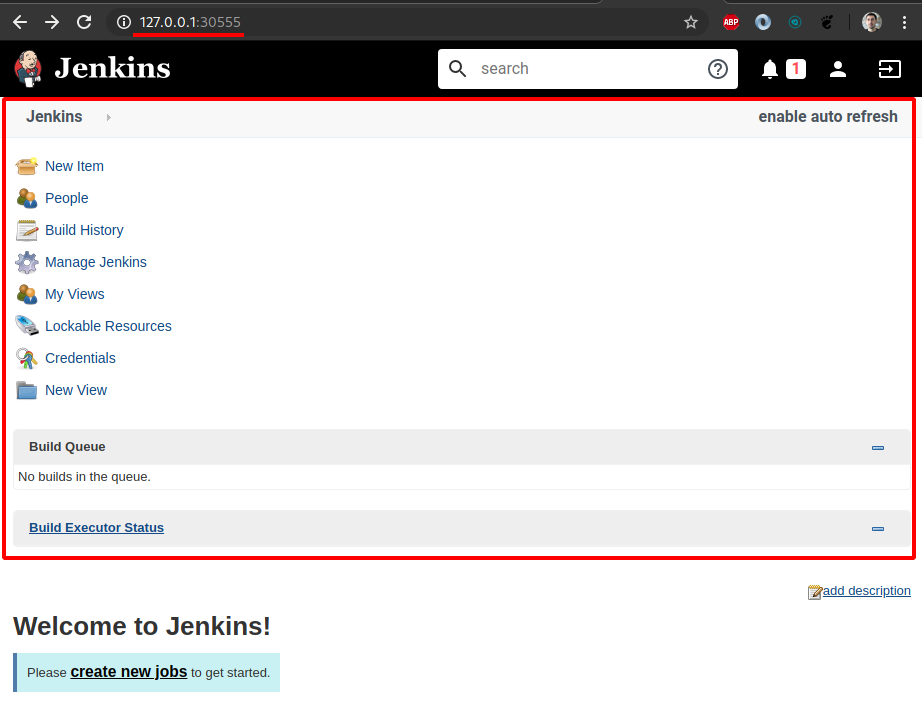 127.0.0.1:30555
ABP
Jenkins
search
1
Jenkins
enable auto refresh
New Item
People
Build History
Manage Jenkins
My Views
Lockable Resources
Credentials
New View
Build Queue
No builds in the queue.
Build Executor Status
add description
Welcome to Jenkins!
Please create new jobs to get started.